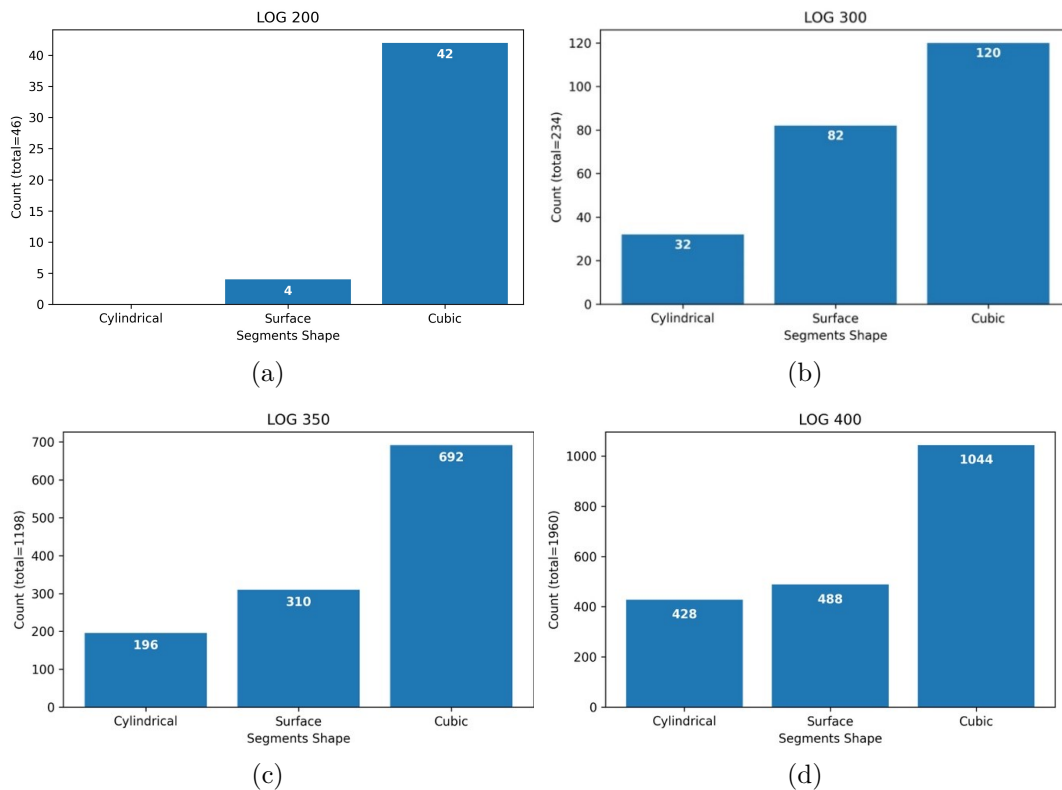 LOG 200
40
35
30
25
20
15
10
5
0
Count (total=46)
4
42
Cylindrical Surface Cubic
Segments Shape
(a)
LOG 300
120
100
80
60
40
20
0
Count (total=234)
32
82
120
Cylindrical Surface Cubic
Segments Shape
(b)
LOG 350
700
600
500
400
300
200
100
0
Count (total=1198)
196
310
692
Cylindrical Surface Cubic
Segments Shape
(c)
LOG 400
1000
800
600
400
200
0
Count (total=1960)
428
488
1044
Cylindrical Surface Cubic
Segments Shape
(d)